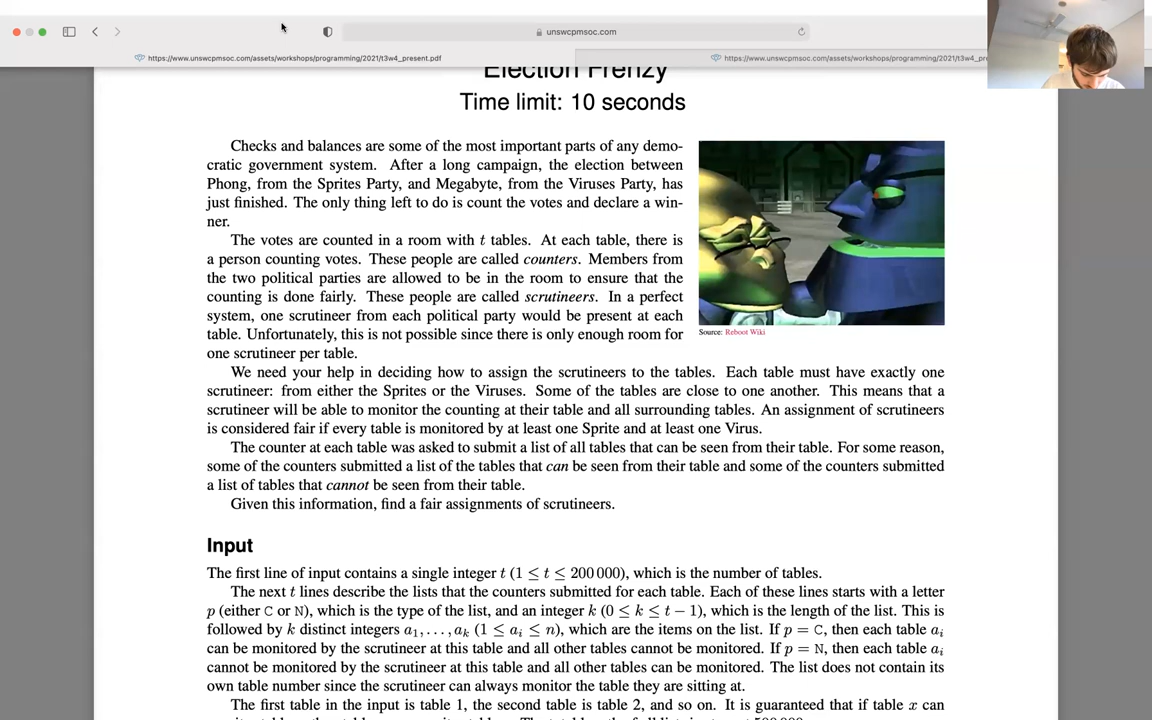 unswcpmsoc.com
https://www.unswcpmsoc.com/assets/workshops/programming/2021/t3w4_present.pdf
https://www.unswcpmsoc.com/assets/workshops/programming/2021/t3w4_pre
Election Frenzy
Time limit: 10 seconds
Checks and balances are some of the most important parts of any demo-
cratic government system. After a long campaign, the election between
Phong, from the Sprites Party, and Megabyte, from the Viruses Party, has
just finished. The only thing left to do is count the votes and declare a win-
ner.
The votes are counted in a room with t tables. At each table, there is
a person counting votes. These people are called counters. Members from
the two political parties are allowed to be in the room to ensure that the
counting is done fairly. These people are called scrutineers. In a perfect
system, one scrutineer from each political party would be present at each
table. Unfortunately, this is not possible since there is only enough room for
one scrutineer per table.
Source: Reboot Wiki
We need your help in deciding how to assign the scrutineers to the tables. Each table must have exactly one
scrutineer: from either the Sprites or the Viruses. Some of the tables are close to one another. This means that a
scrutineer will be able to monitor the counting at their table and all surrounding tables. An assignment of scrutineers
is considered fair if every table is monitored by at least one Sprite and at least one Virus.
The counter at each table was asked to submit a list of all tables that can be seen from their table. For some reason,
some of the counters submitted a list of the tables that can be seen from their table and some of the counters submitted
a list of tables that cannot be seen from their table.
Given this information, find a fair assignments of scrutineers.
Input
The first line of input contains a single integer t (1 ≤ t ≤ 200 000), which is the number of tables.
The next t lines describe the lists that the counters submitted for each table. Each of these lines starts with a letter
p (either C or N), which is the type of the list, and an integer k (0 ≤ k ≤ t − 1), which is the length of the list. This is
followed by k distinct integers a1, . . . , ak (1 ≤ ai ≤ n), which are the items on the list. If p = C, then each table ai
can be monitored by the scrutineer at this table and all other tables cannot be monitored. If p = N, then each table ai
cannot be monitored by the scrutineer at this table and all other tables can be monitored. The list does not contain its
own table number since the scrutineer can always monitor the table they are sitting at.
The first table in the input is table 1, the second table is table 2, and so on. It is guaranteed that if table x can